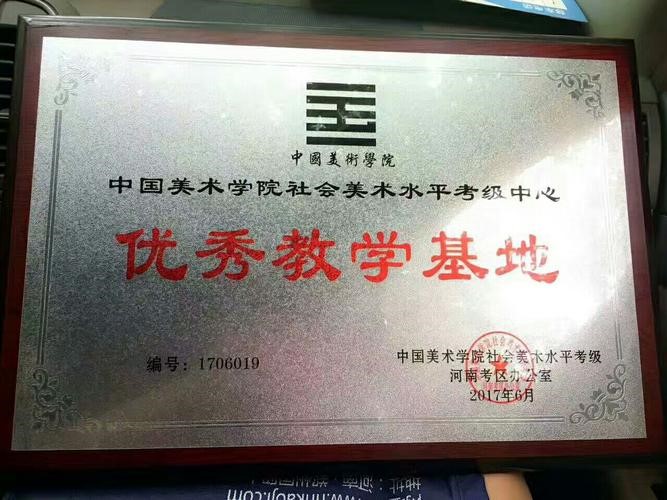 中國美術學院
中国美术学院社会美术水平考级中心
优秀教学基地
编号：1706019
中国美术学院社会美术水平考级
河南考区办公室
2017年6月
www.hnkaoji.